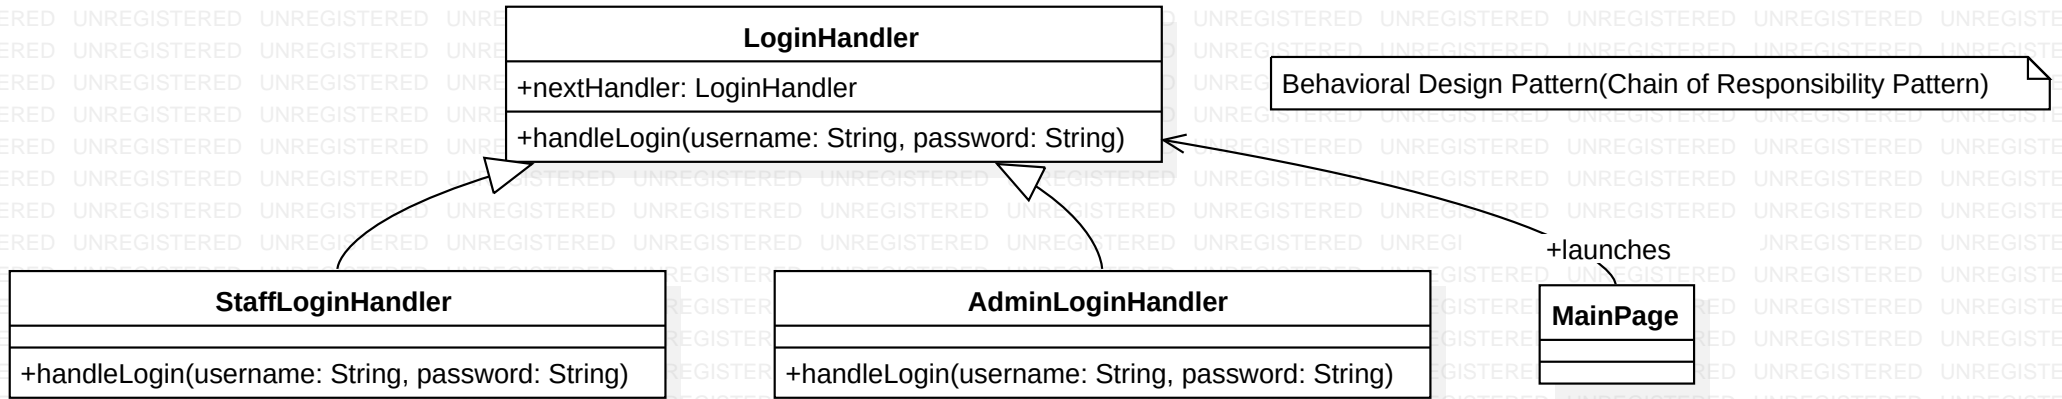 LoginHandler
+nextHandler: LoginHandler
+handleLogin(username: String, password: String)
Behavioral Design Pattern(Chain of Responsibility Pattern)
+launches
StaffLoginHandler
+handleLogin(username: String, password: String)
AdminLoginHandler
+handleLogin(username: String, password: String)
MainPage
UNREGISTERED